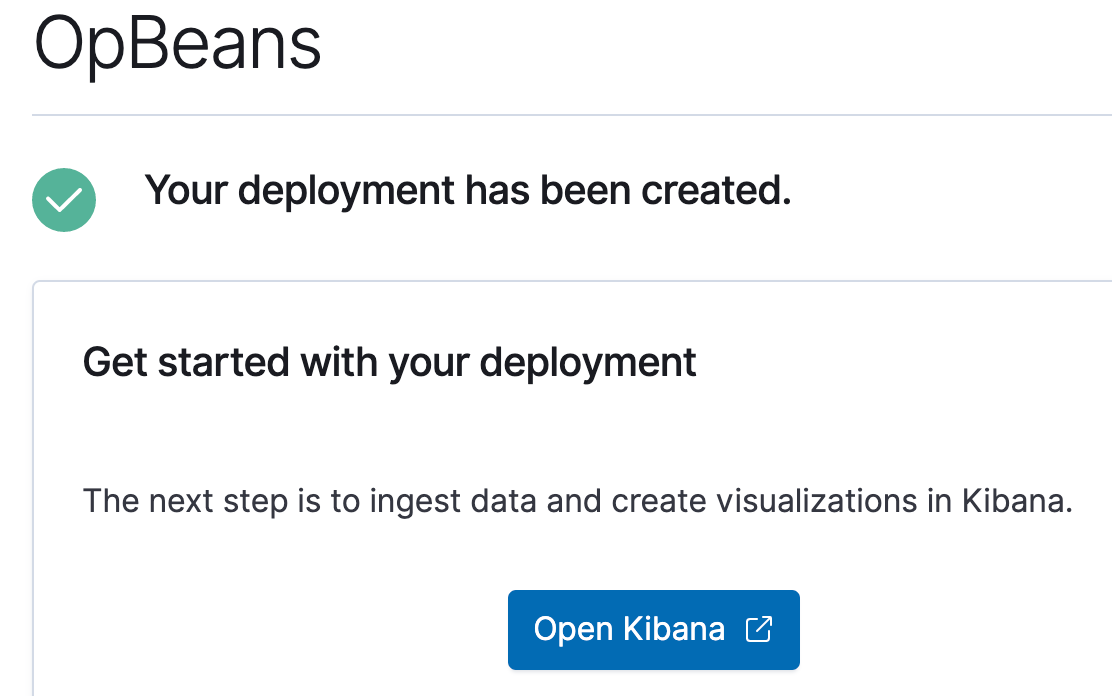 OpBeans
Your deployment has been created.
Get started with your deployment
The next step is to ingest data and create visualizations in Kibana.
Open Kibana